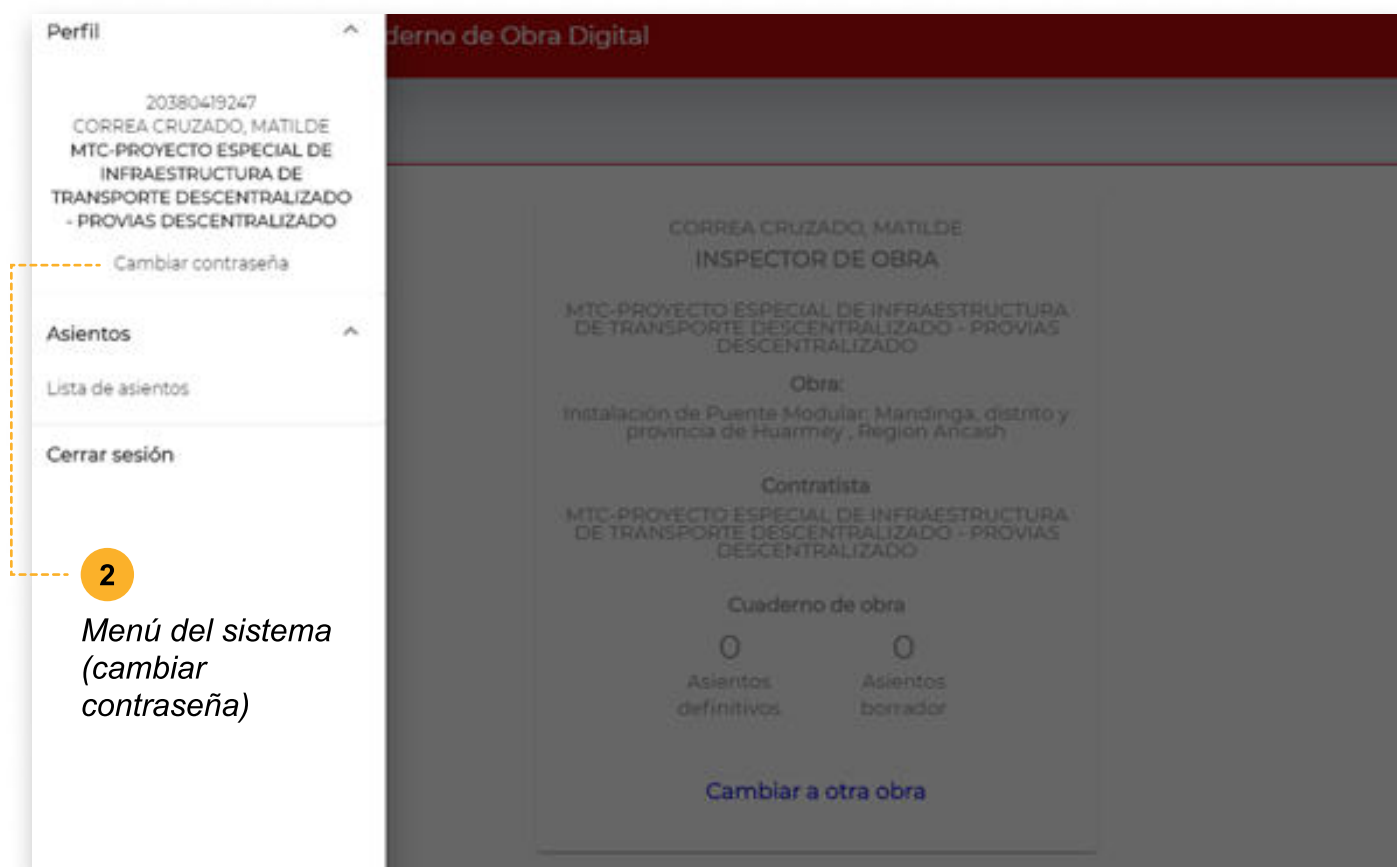 Perfil
20380419247
CORREA CRUZADO, MATILDE
MTC-PROYECTO ESPECIAL DE
INFRAESTRUCTURA DE
TRANSPORTE DESCENTRALIZADO
- PROVIAS DESCENTRALIZADO
Cambiar contraseña
Asientos
Lista de asientos
Cerrar sesión
2
Menú del sistema
(cambiar
contraseña)
derno de Obra Digital
CORREA CRUZADO, MATILDE
INSPECTOR DE OBRA
MTC-PROYECTO ESPECIAL DE INFRAESTRUCTURA
DE TRANSPORTE DESCENTRALIZADO - PROVIAS
DESCENTRALIZADO
Obra:
Instalación de Puente Modular: Mandinga, distrito y
provincia de Huarmey , Region Ancash
Contratista
MTC-PROYECTO ESPECIAL DE INFRAESTRUCTURA
DE TRANSPORTE DESCENTRALIZADO - PROVIAS
DESCENTRALIZADO
Cuaderno de obra
0 0
Asientos Asientos
definitivos borrador
Cambiar a otra obra